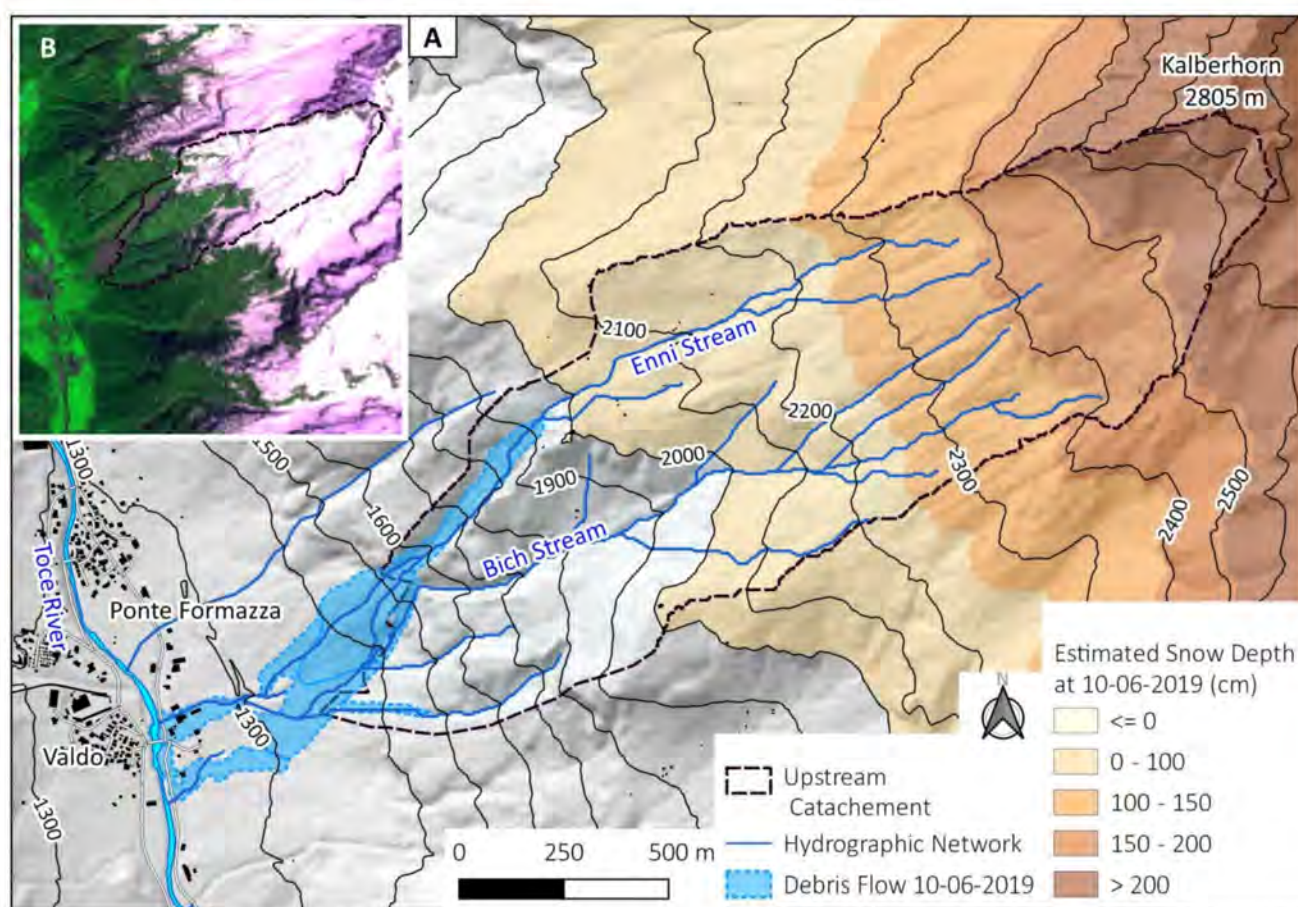 B
A
Kalberhorn
2805 m
2100
Enni Stream
1500
1300
2200
2000
1900
2300
2500
2400
1600
Bich Stream
Toce River
Ponte Formazza
1300
Valdo
1300
N
Upstream
Catachement
Hydrographic Network
Debris Flow 10-06-2019
0 250 500 m
Estimated Snow Depth
at 10-06-2019 (cm)
<= 0
0 - 100
100 - 150
150 - 200
> 200